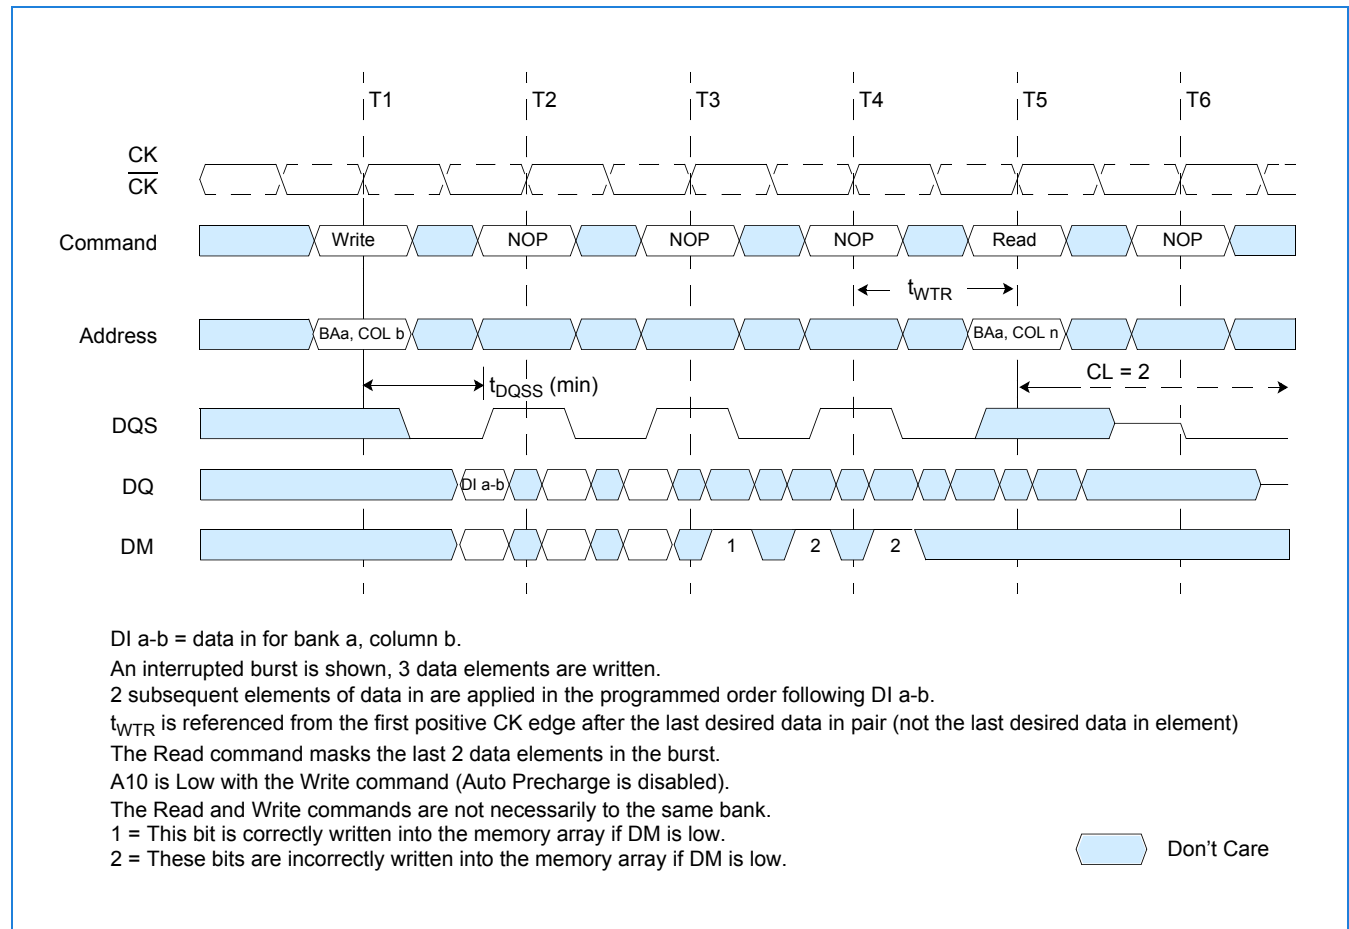 T1 T2 T3 T4 T5 T6
CK
CK
Command Write NOP NOP NOP Read NOP
tWTR
Address BAa, COL b BAa, COL n
CL = 2
tDQSS (min)
DQS
DQ DI a-b
DM 1 2 2
DI a-b = data in for bank a, column b.
An interrupted burst is shown, 3 data elements are written.
2 subsequent elements of data in are applied in the programmed order following DI a-b.
tWTR is referenced from the first positive CK edge after the last desired data in pair (not the last desired data in element)
The Read command masks the last 2 data elements in the burst.
A10 is Low with the Write command (Auto Precharge is disabled).
The Read and Write commands are not necessarily to the same bank.
1 = This bit is correctly written into the memory array if DM is low.
2 = These bits are incorrectly written into the memory array if DM is low.
Don't Care